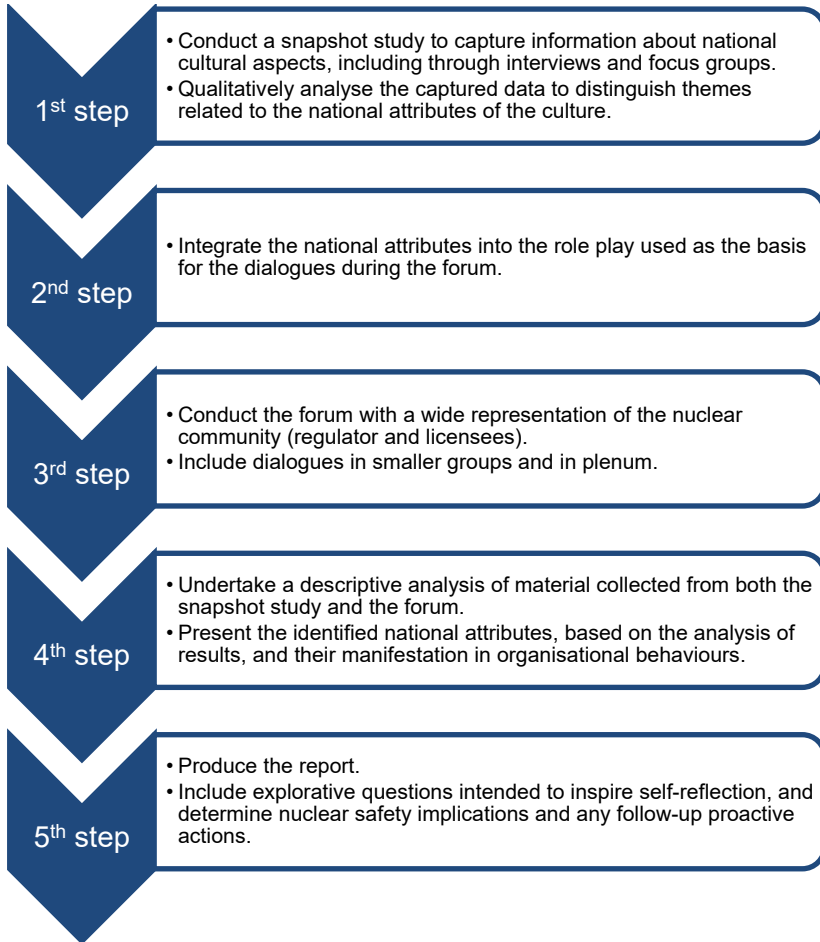 1st step
• Conduct a snapshot study to capture information about national
cultural aspects, including through interviews and focus groups.
• Qualitatively analyse the captured data to distinguish themes
related to the national attributes of the culture.
2nd step
• Integrate the national attributes into the role play used as the basis
for the dialogues during the forum.
3rd step
• Conduct the forum with a wide representation of the nuclear
community (regulator and licensees).
• Include dialogues in smaller groups and in plenum.
4th step
• Undertake a descriptive analysis of material collected from both the
snapshot study and the forum.
• Present the identified national attributes, based on the analysis of
results, and their manifestation in organisational behaviours.
5th step
• Produce the report.
• Include explorative questions intended to inspire self-reflection, and
determine nuclear safety implications and any follow-up proactive
actions.